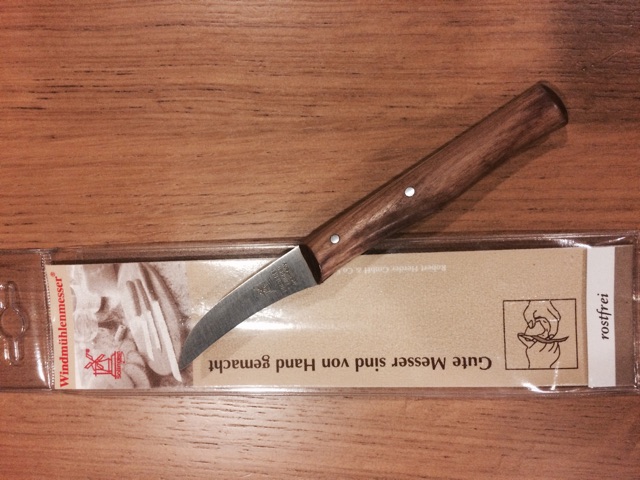 Windmühlenmesser®
Gute Messer sind von Hand gemacht
rostfrei